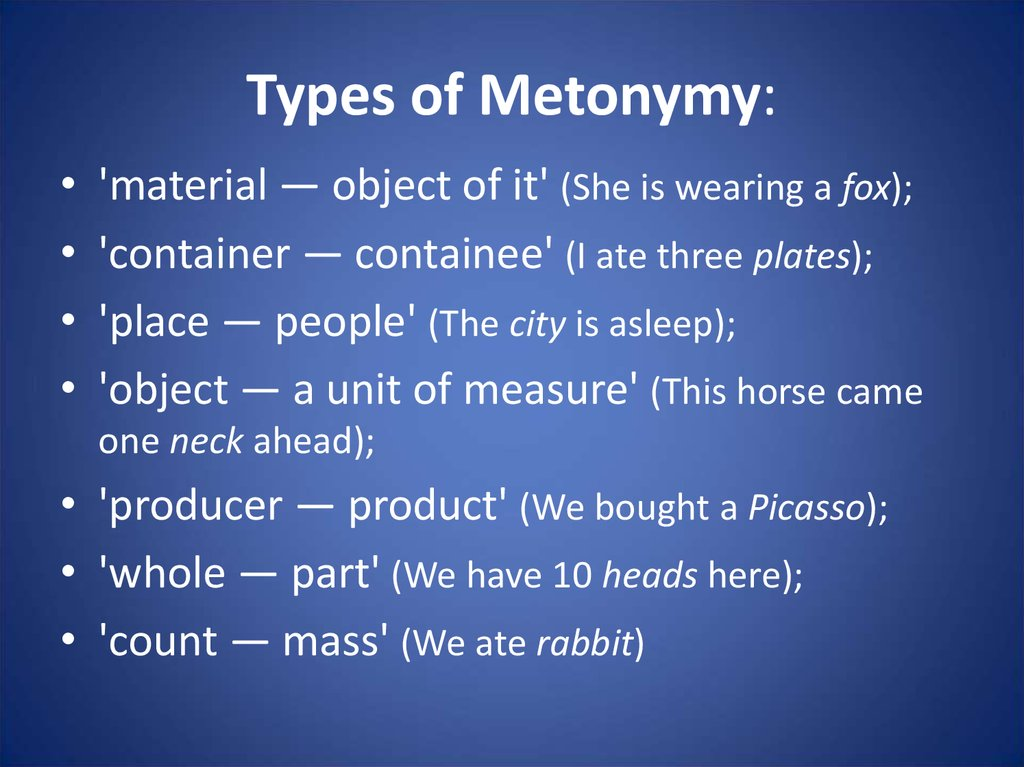 Types of Metonymy:
• 'material — object of it' (She is wearing a fox);
• 'container — containee' (I ate three plates);
• 'place — people' (The city is asleep);
• 'object — a unit of measure' (This horse came
one neck ahead);
• 'producer — product' (We bought a Picasso);
• 'whole — part' (We have 10 heads here);
• 'count — mass' (We ate rabbit)